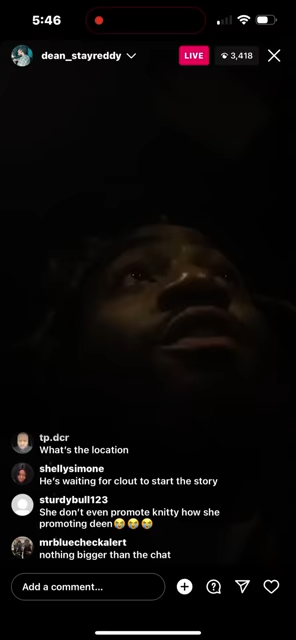 5:46
dean_stayreddy
LIVE
3,418
tp.dcr
What's the location
shellysimone
He's waiting for clout to start the story
sturdybull123
She don't even promote knitty how she
promoting deen😭😭😭
mrbluecheckalert
nothing bigger than the chat
Add a comment...